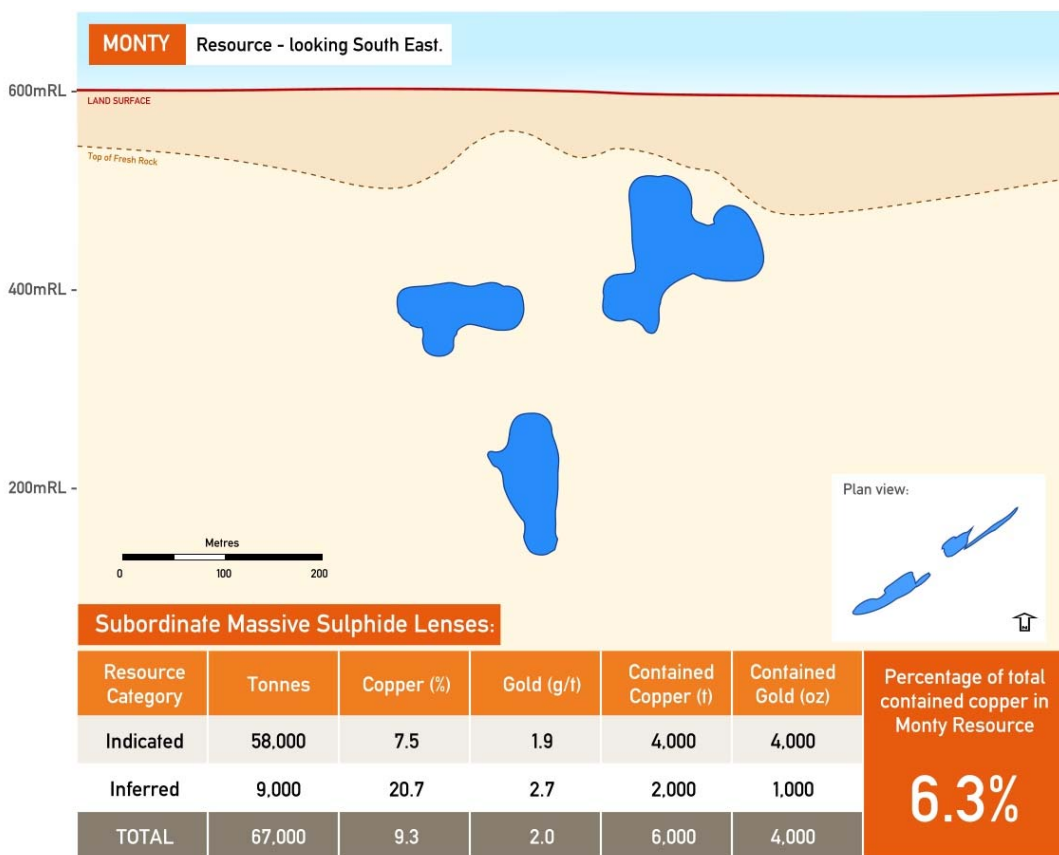 MONTY Resource - looking South East.
600mRL -
LAND SURFACE
Top of Fresh Rock
400mRL -
200mRL -
Plan view:
Metres
0 100 200
Subordinate Massive Sulphide Lenses:
Resource Category Tonnes Copper (%) Gold (g/t) Contained Copper (t) Contained Gold (oz)
Indicated 58,000 7.5 1.9 4,000 4,000
Inferred 9,000 20.7 2.7 2,000 1,000
TOTAL 67,000 9.3 2.0 6,000 4,000
Percentage of total
contained copper in
Monty Resource
6.3%